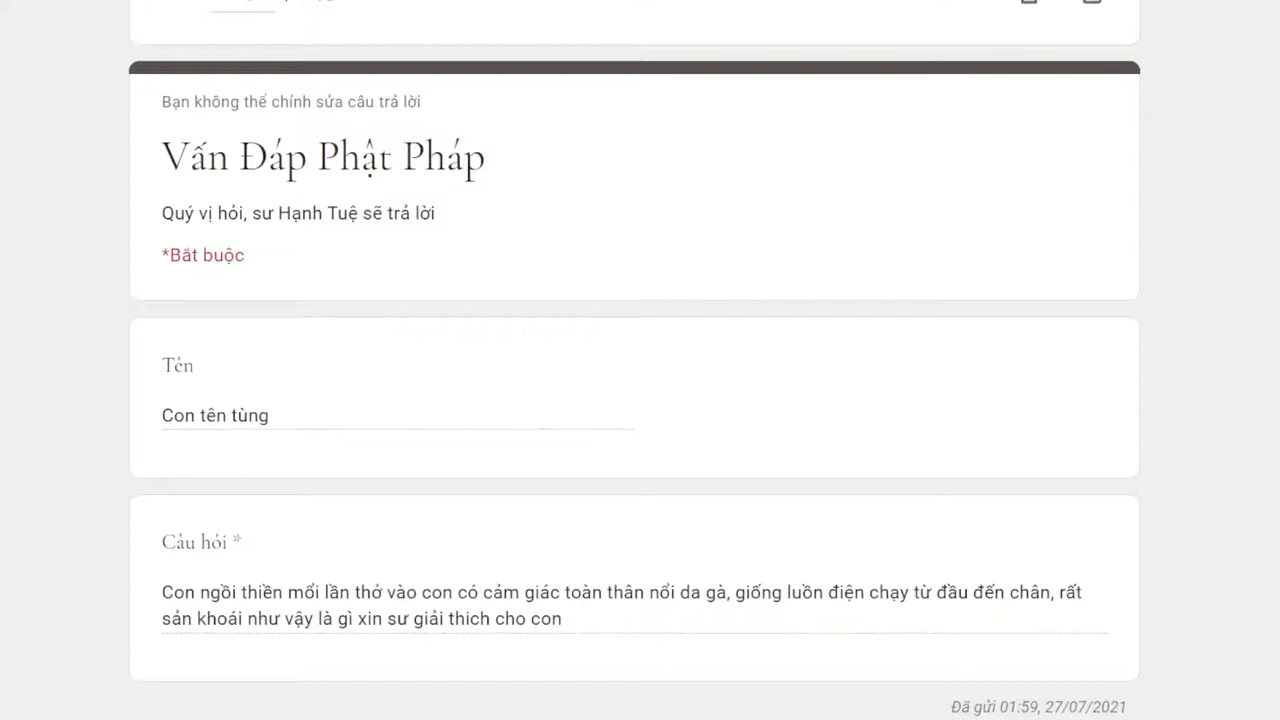 Bạn không thể chỉnh sửa câu trả lời
Vấn Đáp Phật Pháp
Quý vị hỏi, sư Hạnh Tuệ sẽ trả lời
*Bắt buộc
Tên
Con tên tùng
Câu hỏi *
Con ngồi thiền mổi lần thở vào con có cảm giác toàn thân nổi da gà, giống luồn điện chạy từ đầu đến chân, rất
sản khoái như vậy là gì xin sư giải thich cho con
Đã gửi 01:59, 27/07/2021